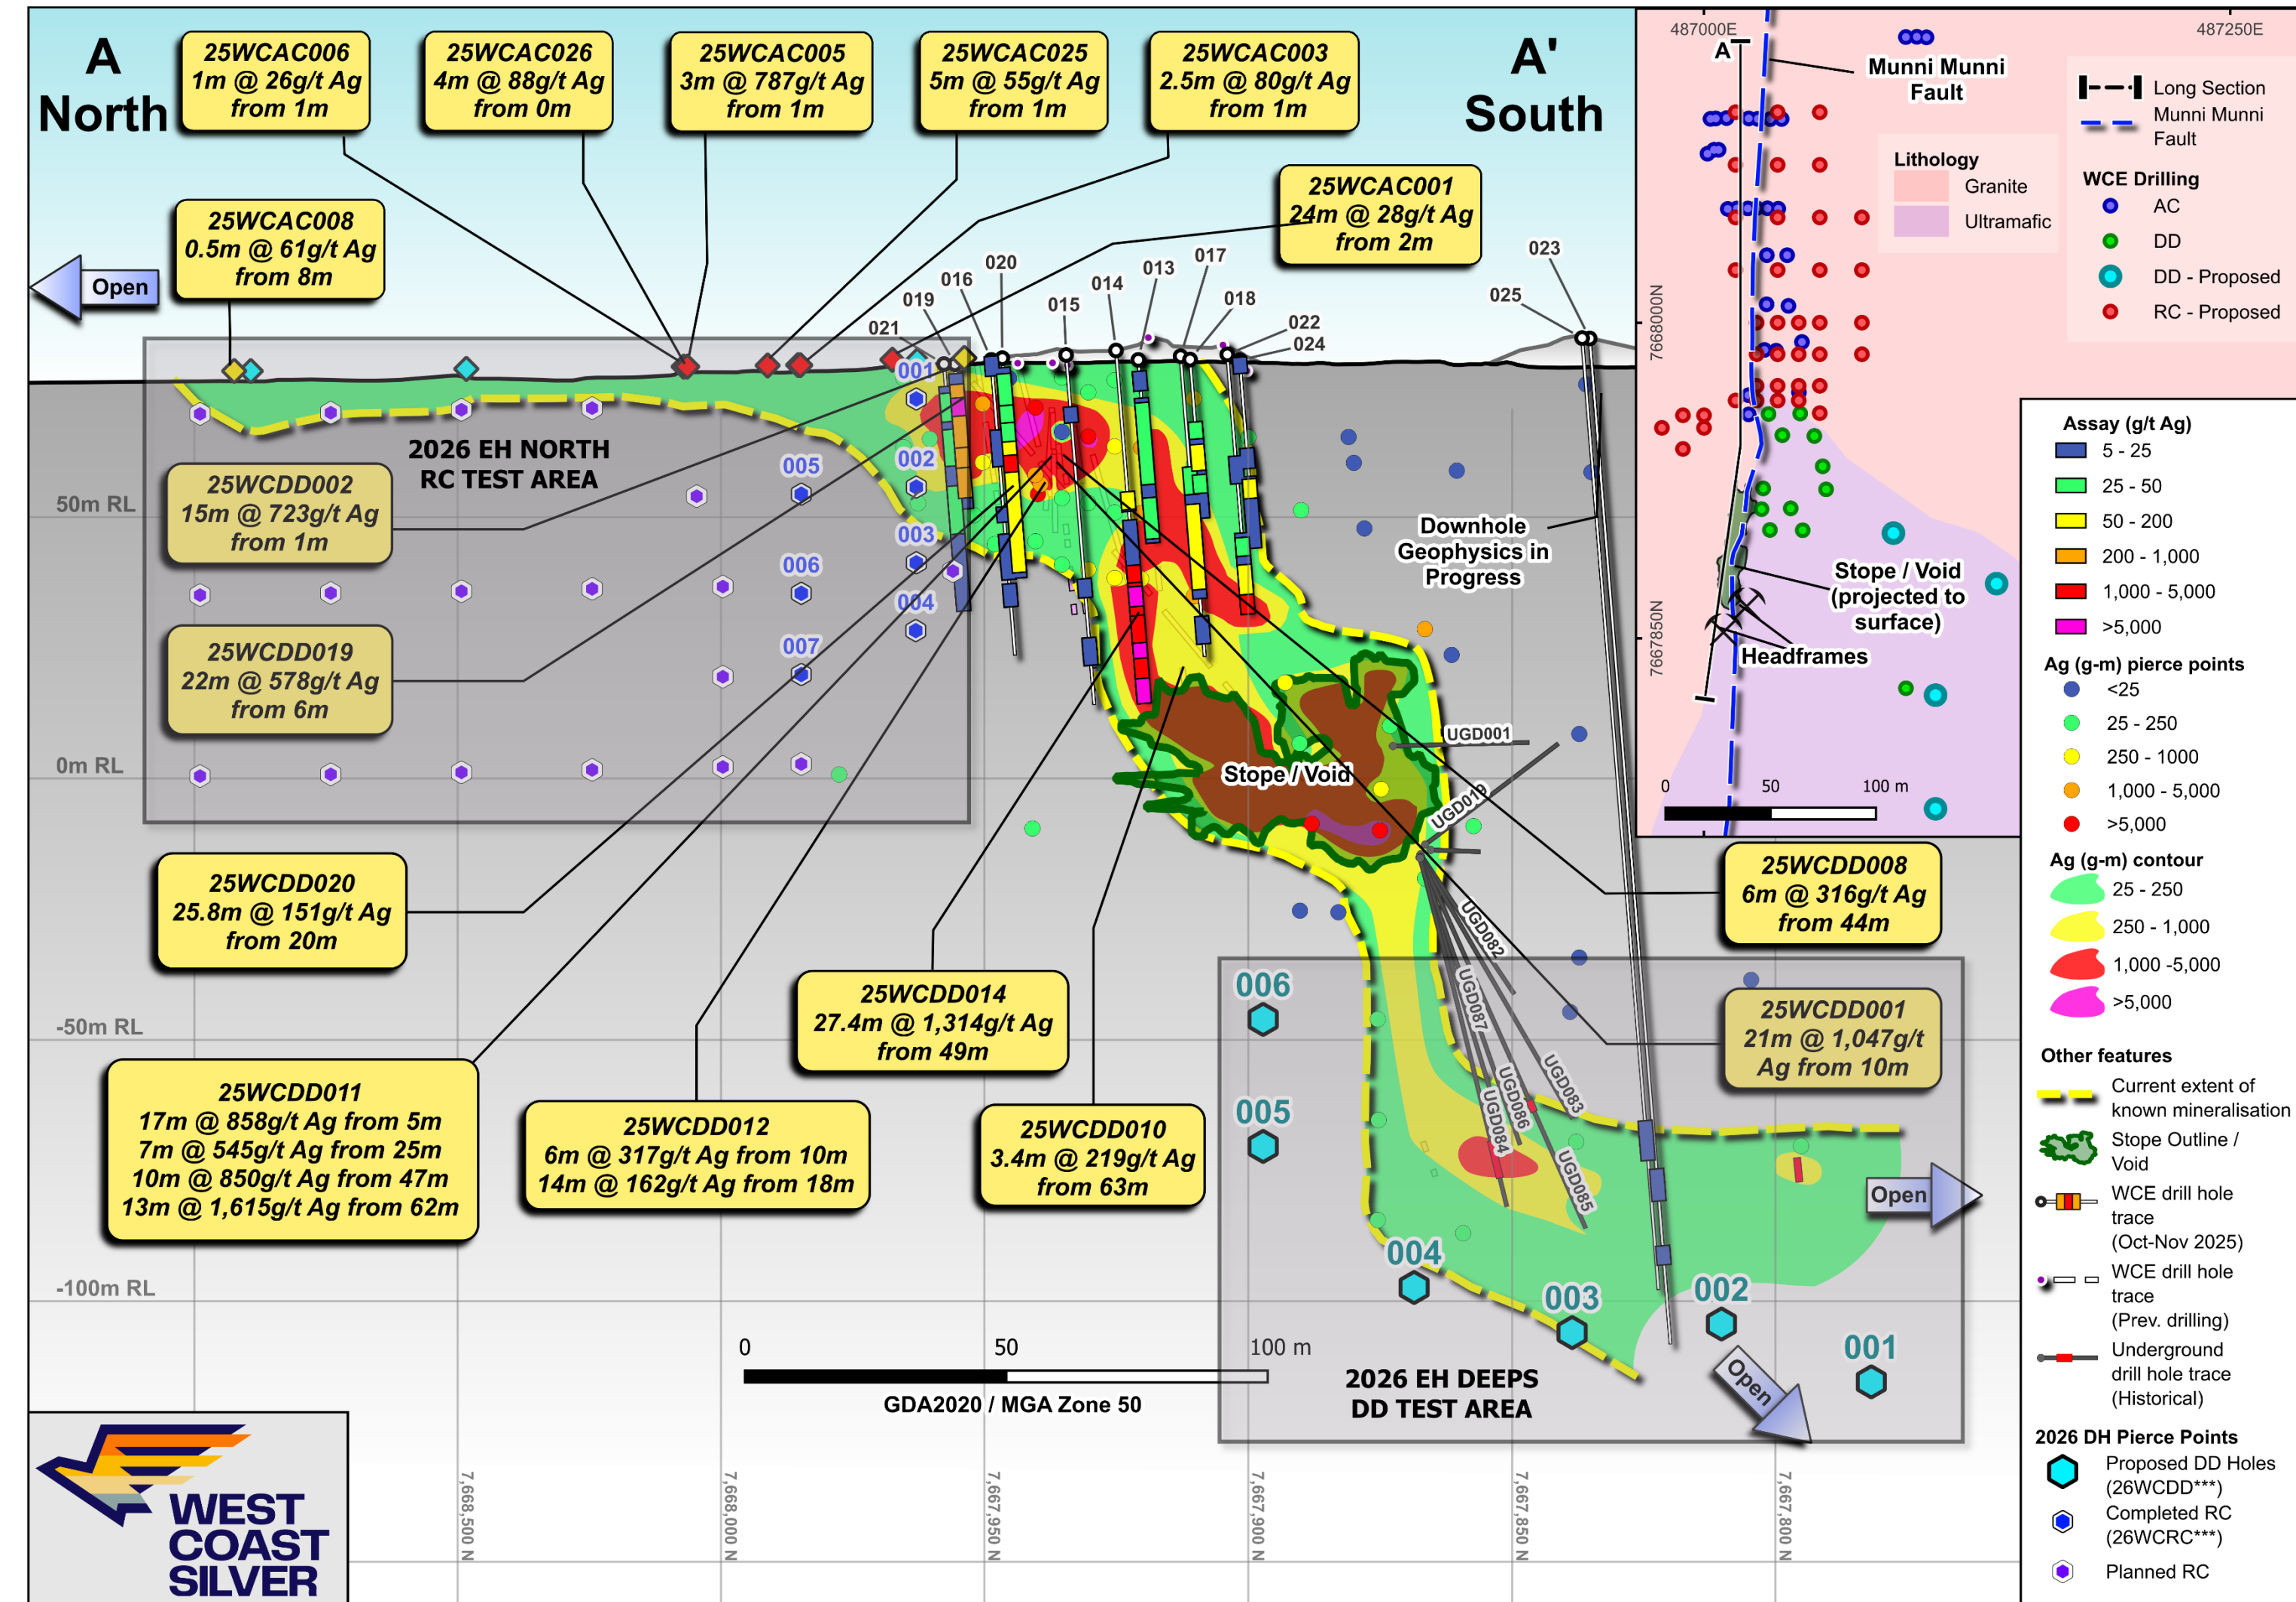 A
North
25WCAC006
1m @ 26g/t Ag
from 1m
25WCAC026
4m @ 88g/t Ag
from 0m
25WCAC005
3m @ 787g/t Ag
from 1m
25WCAC025
5m @ 55g/t Ag
from 1m
25WCAC003
2.5m @ 80g/t Ag
from 1m
A'
South
25WCAC008
0.5m @ 61g/t Ag
from 8m
25WCAC001
24m @ 28g/t Ag
from 2m
Open
021
019
016
020
015
014
013
017
018
022
024
025
023
2026 EH NORTH
RC TEST AREA
001
002
003
004
005
006
007
50m RL
0m RL
-50m RL
-100m RL
25WCDD002
15m @ 723g/t Ag
from 1m
25WCDD019
22m @ 578g/t Ag
from 6m
25WCDD020
25.8m @ 151g/t Ag
from 20m
25WCDD011
17m @ 858g/t Ag from 5m
7m @ 545g/t Ag from 25m
10m @ 850g/t Ag from 47m
13m @ 1,615g/t Ag from 62m
25WCDD012
6m @ 317g/t Ag from 10m
14m @ 162g/t Ag from 18m
25WCDD014
27.4m @ 1,314g/t Ag
from 49m
25WCDD010
3.4m @ 219g/t Ag
from 63m
25WCDD008
6m @ 316g/t Ag
from 44m
25WCDD001
21m @ 1,047g/t
Ag from 10m
Downhole
Geophysics in
Progress
Stope / Void
UGD001
UGD019
UGD082
UGD087
UGD083
UGD086
UGD084
UGD085
006
005
004
003
002
001
Open
Open
2026 EH DEEPS
DD TEST AREA
0 50 100 m
GDA2020 / MGA Zone 50
7,668,500 N
7,668,000 N
7,667,950 N
7,667,900 N
7,667,850 N
7,667,800 N
WEST
COAST
SILVER
487000E
487250E
A
Munni Munni
Fault
7668000N
7667850N
Stope / Void
(projected to
surface)
Headframes
0 50 100 m
Lithology
Granite
Ultramafic
Long Section
Munni Munni
Fault
WCE Drilling
AC
DD
DD - Proposed
RC - Proposed
Assay (g/t Ag)
5 - 25
25 - 50
50 - 200
200 - 1,000
1,000 - 5,000
>5,000
Ag (g-m) pierce points
<25
25 - 250
250 - 1000
1,000 - 5,000
>5,000
Ag (g-m) contour
25 - 250
250 - 1,000
1,000 -5,000
>5,000
Other features
Current extent of
known mineralisation
Stope Outline /
Void
WCE drill hole
trace
(Oct-Nov 2025)
WCE drill hole
trace
(Prev. drilling)
Underground
drill hole trace
(Historical)
2026 DH Pierce Points
Proposed DD Holes
(26WCDD***)
Completed RC
(26WCRC***)
Planned RC